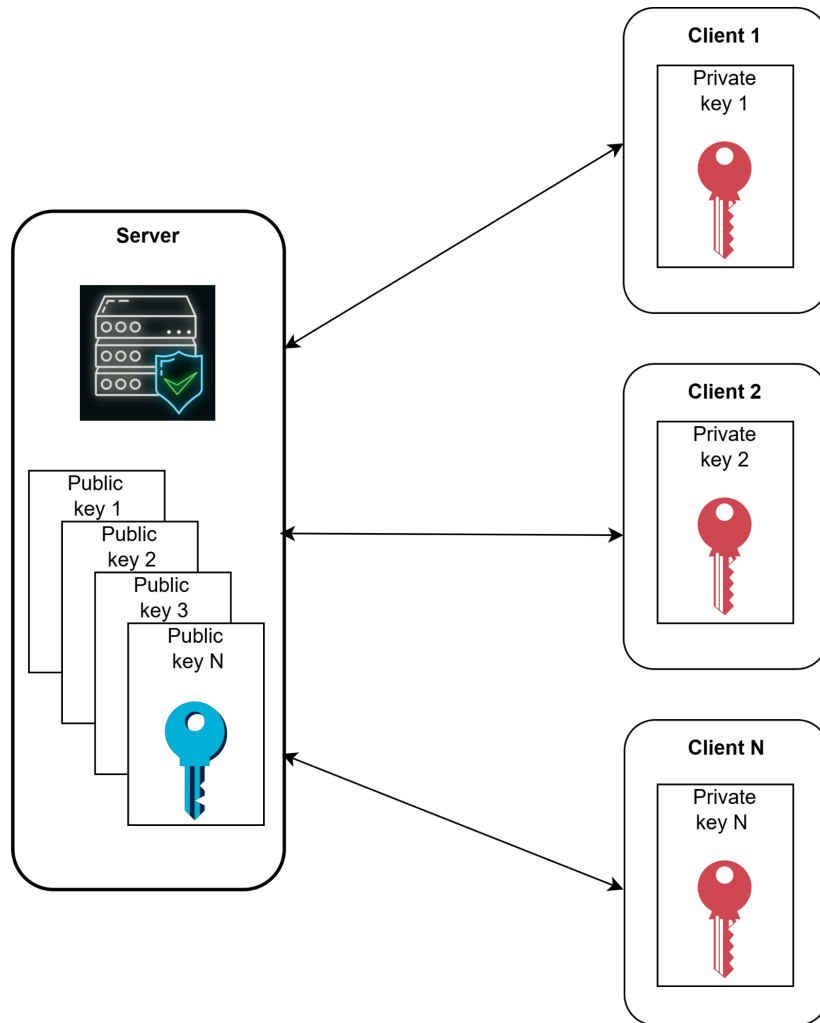 Server
Public
key 1
Public
key 2
Public
key 3
Public
key N
Client 1
Private
key 1
Client 2
Private
key 2
Client N
Private
key N